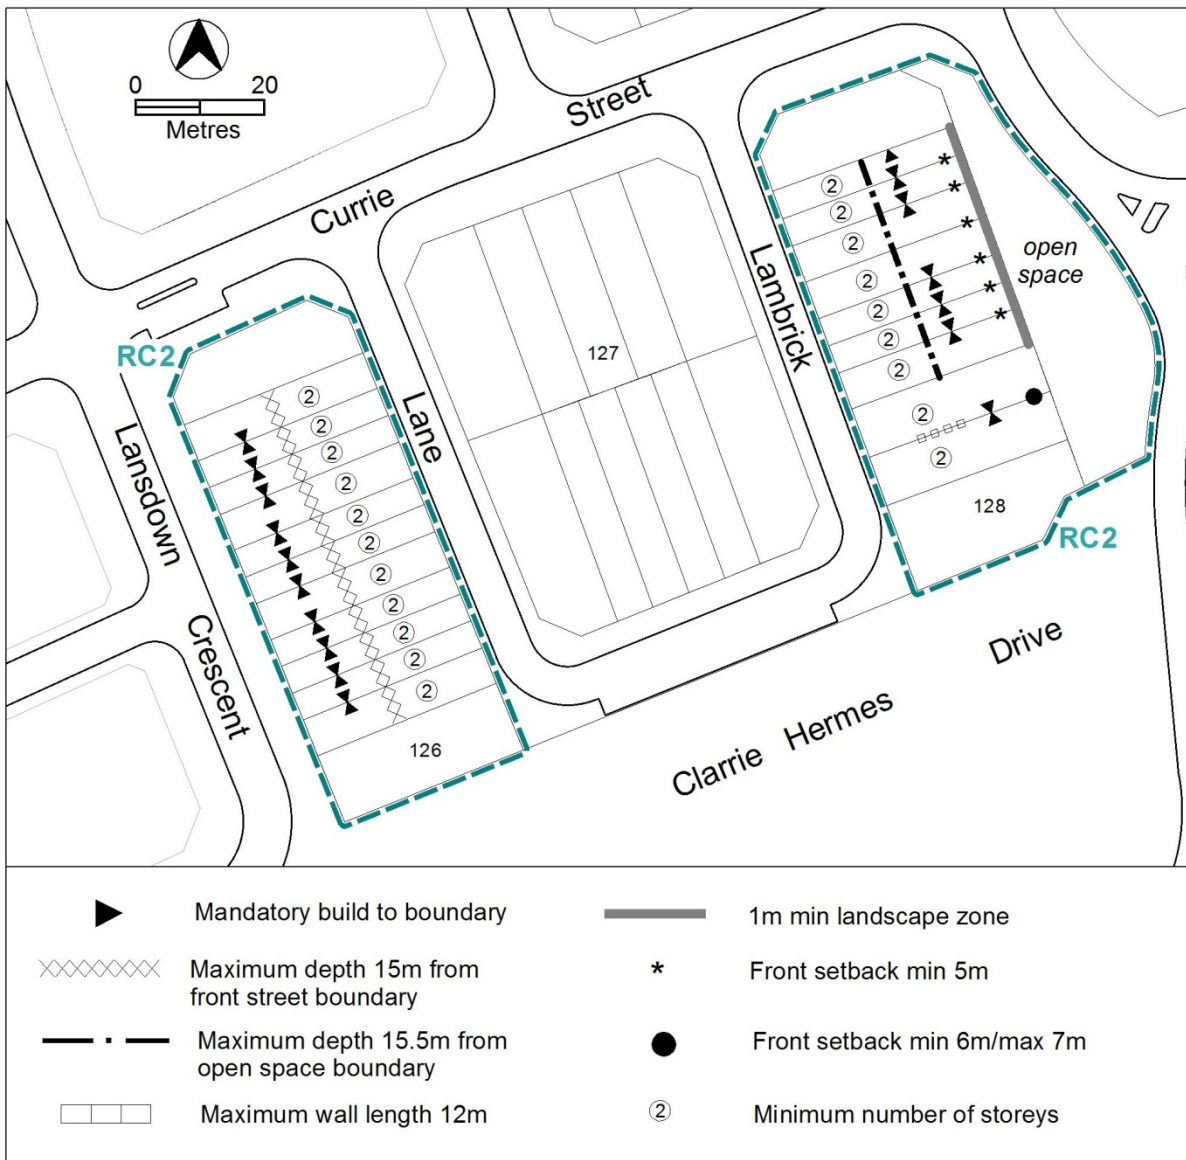 0 20
Metres
Street
Currie
Lambrick
Lane
Lansdown
Crescent
RC2
127
open
space
2
2
2
2
2
2
2
2
2
128
RC2
2
2
2
2
2
2
2
2
2
2
2
126
Clarrie Hermes Drive
Mandatory build to boundary
Maximum depth 15m from
front street boundary
Maximum depth 15.5m from
open space boundary
Maximum wall length 12m
1m min landscape zone
* Front setback min 5m
Front setback min 6m/max 7m
2 Minimum number of storeys